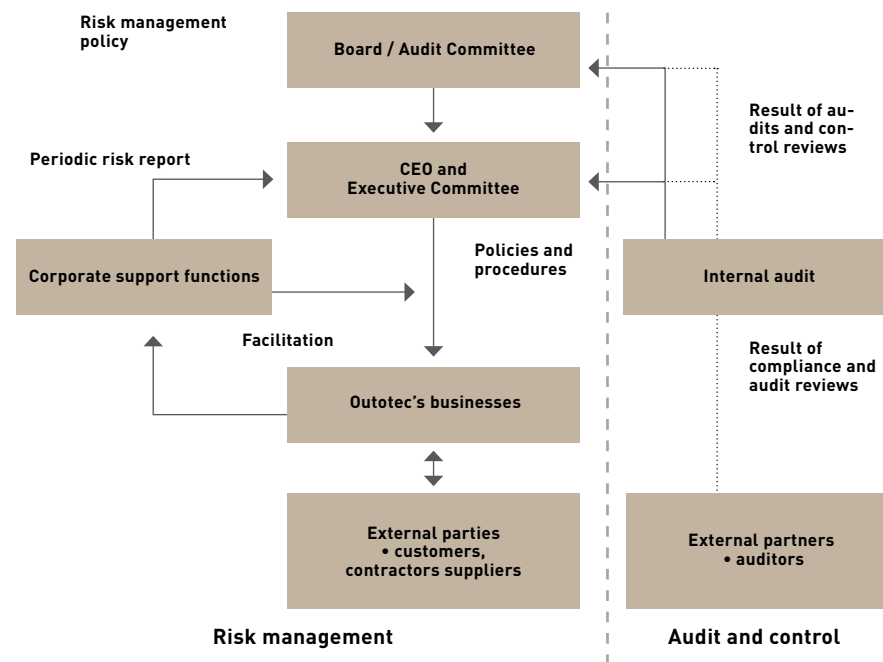 Risk management
policy
Board / Audit Committee
Result of au-
dits and con-
trol reviews
Periodic risk report
CEO and
Executive Committee
Policies and
procedures
Corporate support functions
Internal audit
Facilitation
Result of
compliance and
audit reviews
Outotec's businesses
External parties
• customers,
contractors suppliers
External partners
• auditors
Risk management
Audit and control